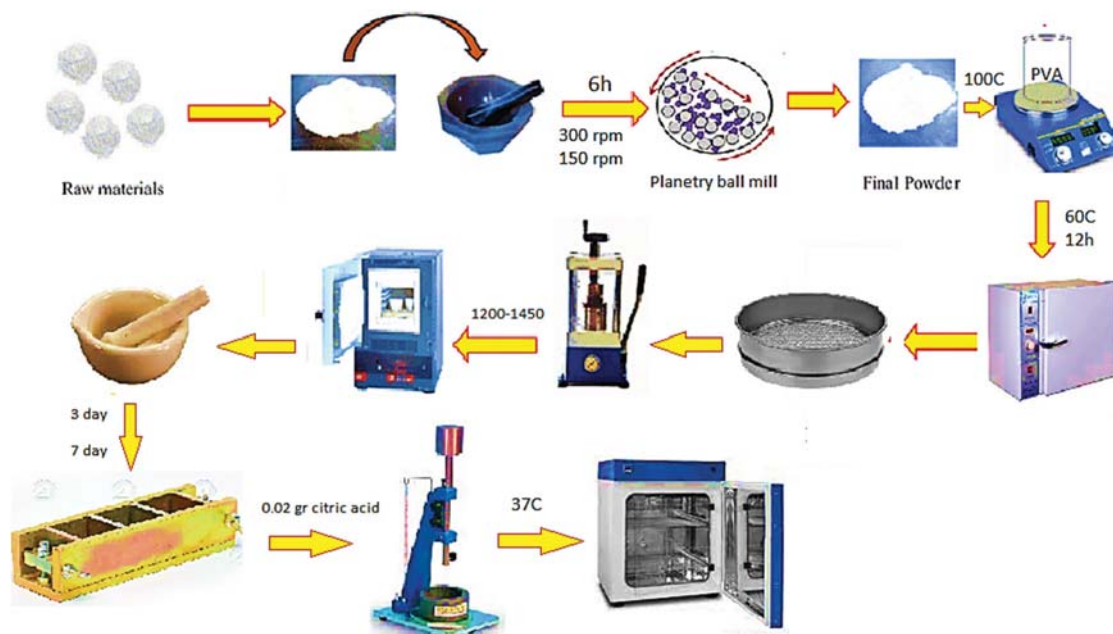 6h
300 rpm
150 rpm
100C
PVA
Raw materials
Planetry ball mill
Final Powder
60C
12h
1200-1450
3 day
7 day
0.02 gr citric acid
37C